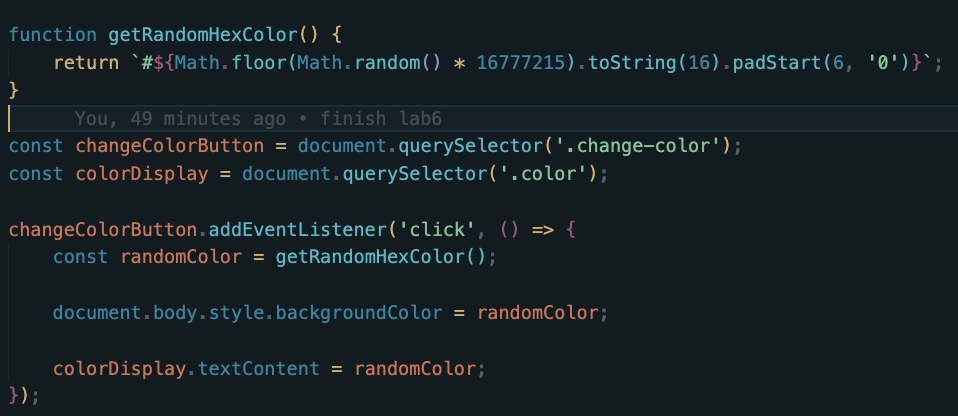 function getRandomHexColor() {
    return `#${Math.floor(Math.random() * 16777215).toString(16).padStart(6, '0')}`;
}
You, 49 minutes ago • finish lab6
const changeColorButton = document.querySelector('.change-color');
const colorDisplay = document.querySelector('.color');
changeColorButton.addEventListener('click', () => {
    const randomColor = getRandomHexColor();
    document.body.style.backgroundColor = randomColor;
    colorDisplay.textContent = randomColor;
});